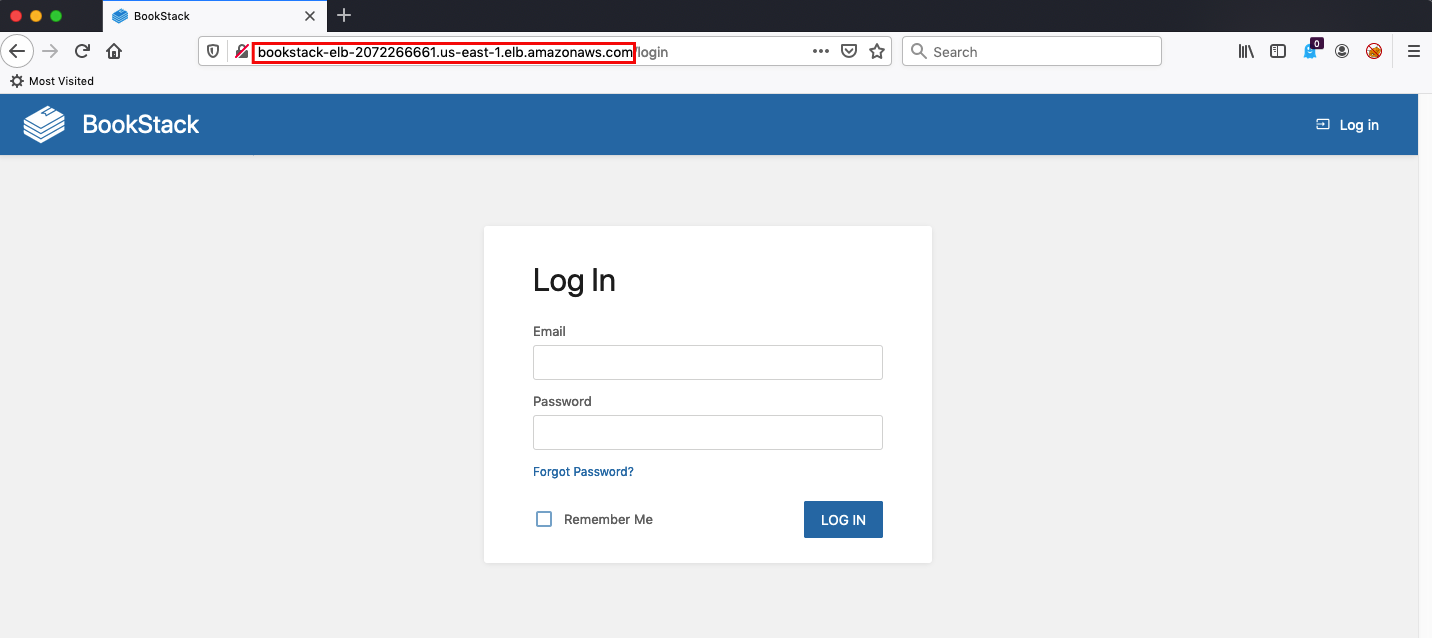 BookStack
bookstack-elb-2072266661.us-east-1.elb.amazonaws.com/login
Search
0
Most Visited
BookStack
Log in
Log In
Email
Password
Forgot Password?
Remember Me
LOG IN